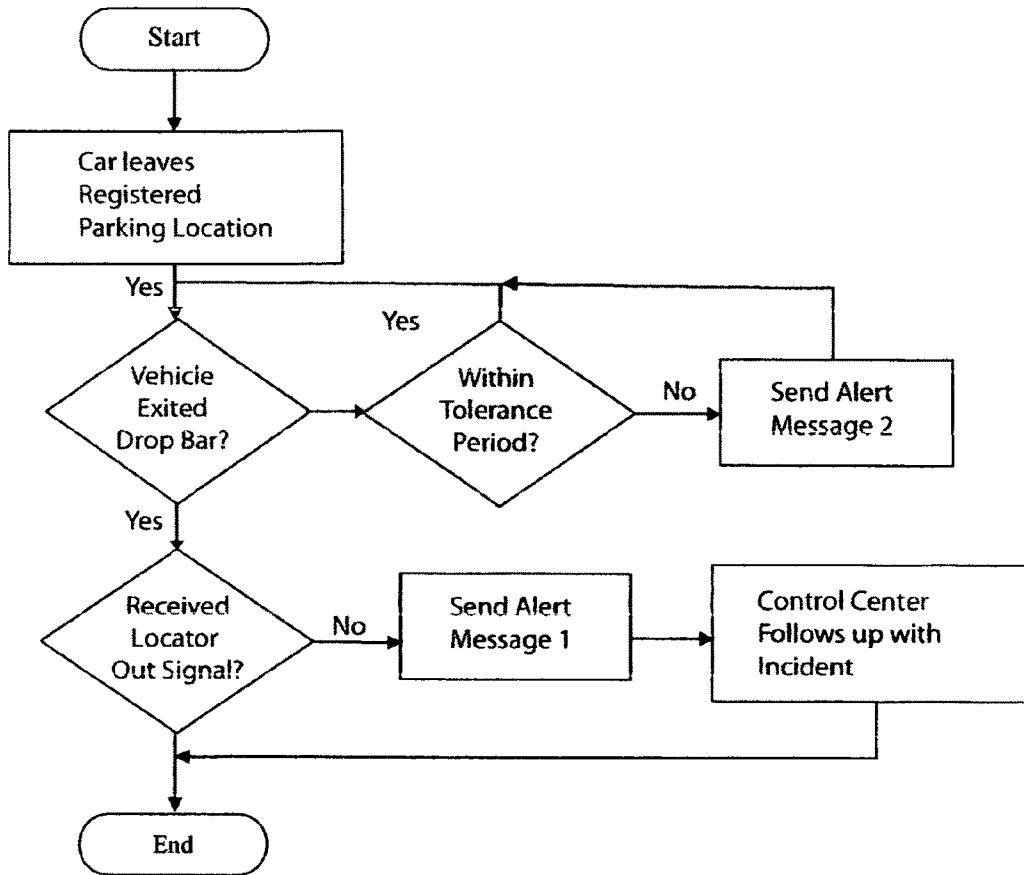 Start
Car leaves
Registered
Parking Location
Yes
Yes
Vehicle
Exited
Drop Bar?
Within
Tolerance
Period?
No
Send Alert
Message 2
Yes
Received
Locator
Out Signal?
No
Send Alert
Message 1
Control Center
Follows up with
Incident
End